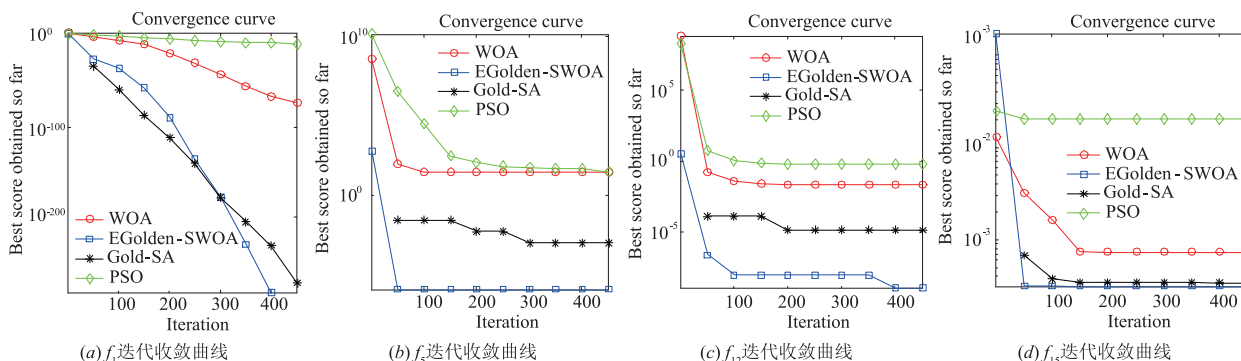 Convergence curve
Best score obtained so far
10^0
10^-100
10^-200
WOA
EGolden-SWOA
Gold-SA
PSO
100 200 300 400
Iteration
(a) f_1迭代收敛曲线
Convergence curve
Best score obtained so far
10^10
10^0
WOA
EGolden-SWOA
Gold-SA
PSO
100 200 300 400
Iteration
(b) f_5迭代收敛曲线
Convergence curve
Best score obtained so far
10^5
10^0
10^-5
WOA
EGolden-SWOA
Gold-SA
PSO
100 200 300 400
Iteration
(c) f_12迭代收敛曲线
Convergence curve
Best score obtained so far
10^-3
10^-2
10^-3
WOA
EGolden-SWOA
Gold-SA
PSO
100 200 300 400
Iteration
(d) f_15迭代收敛曲线